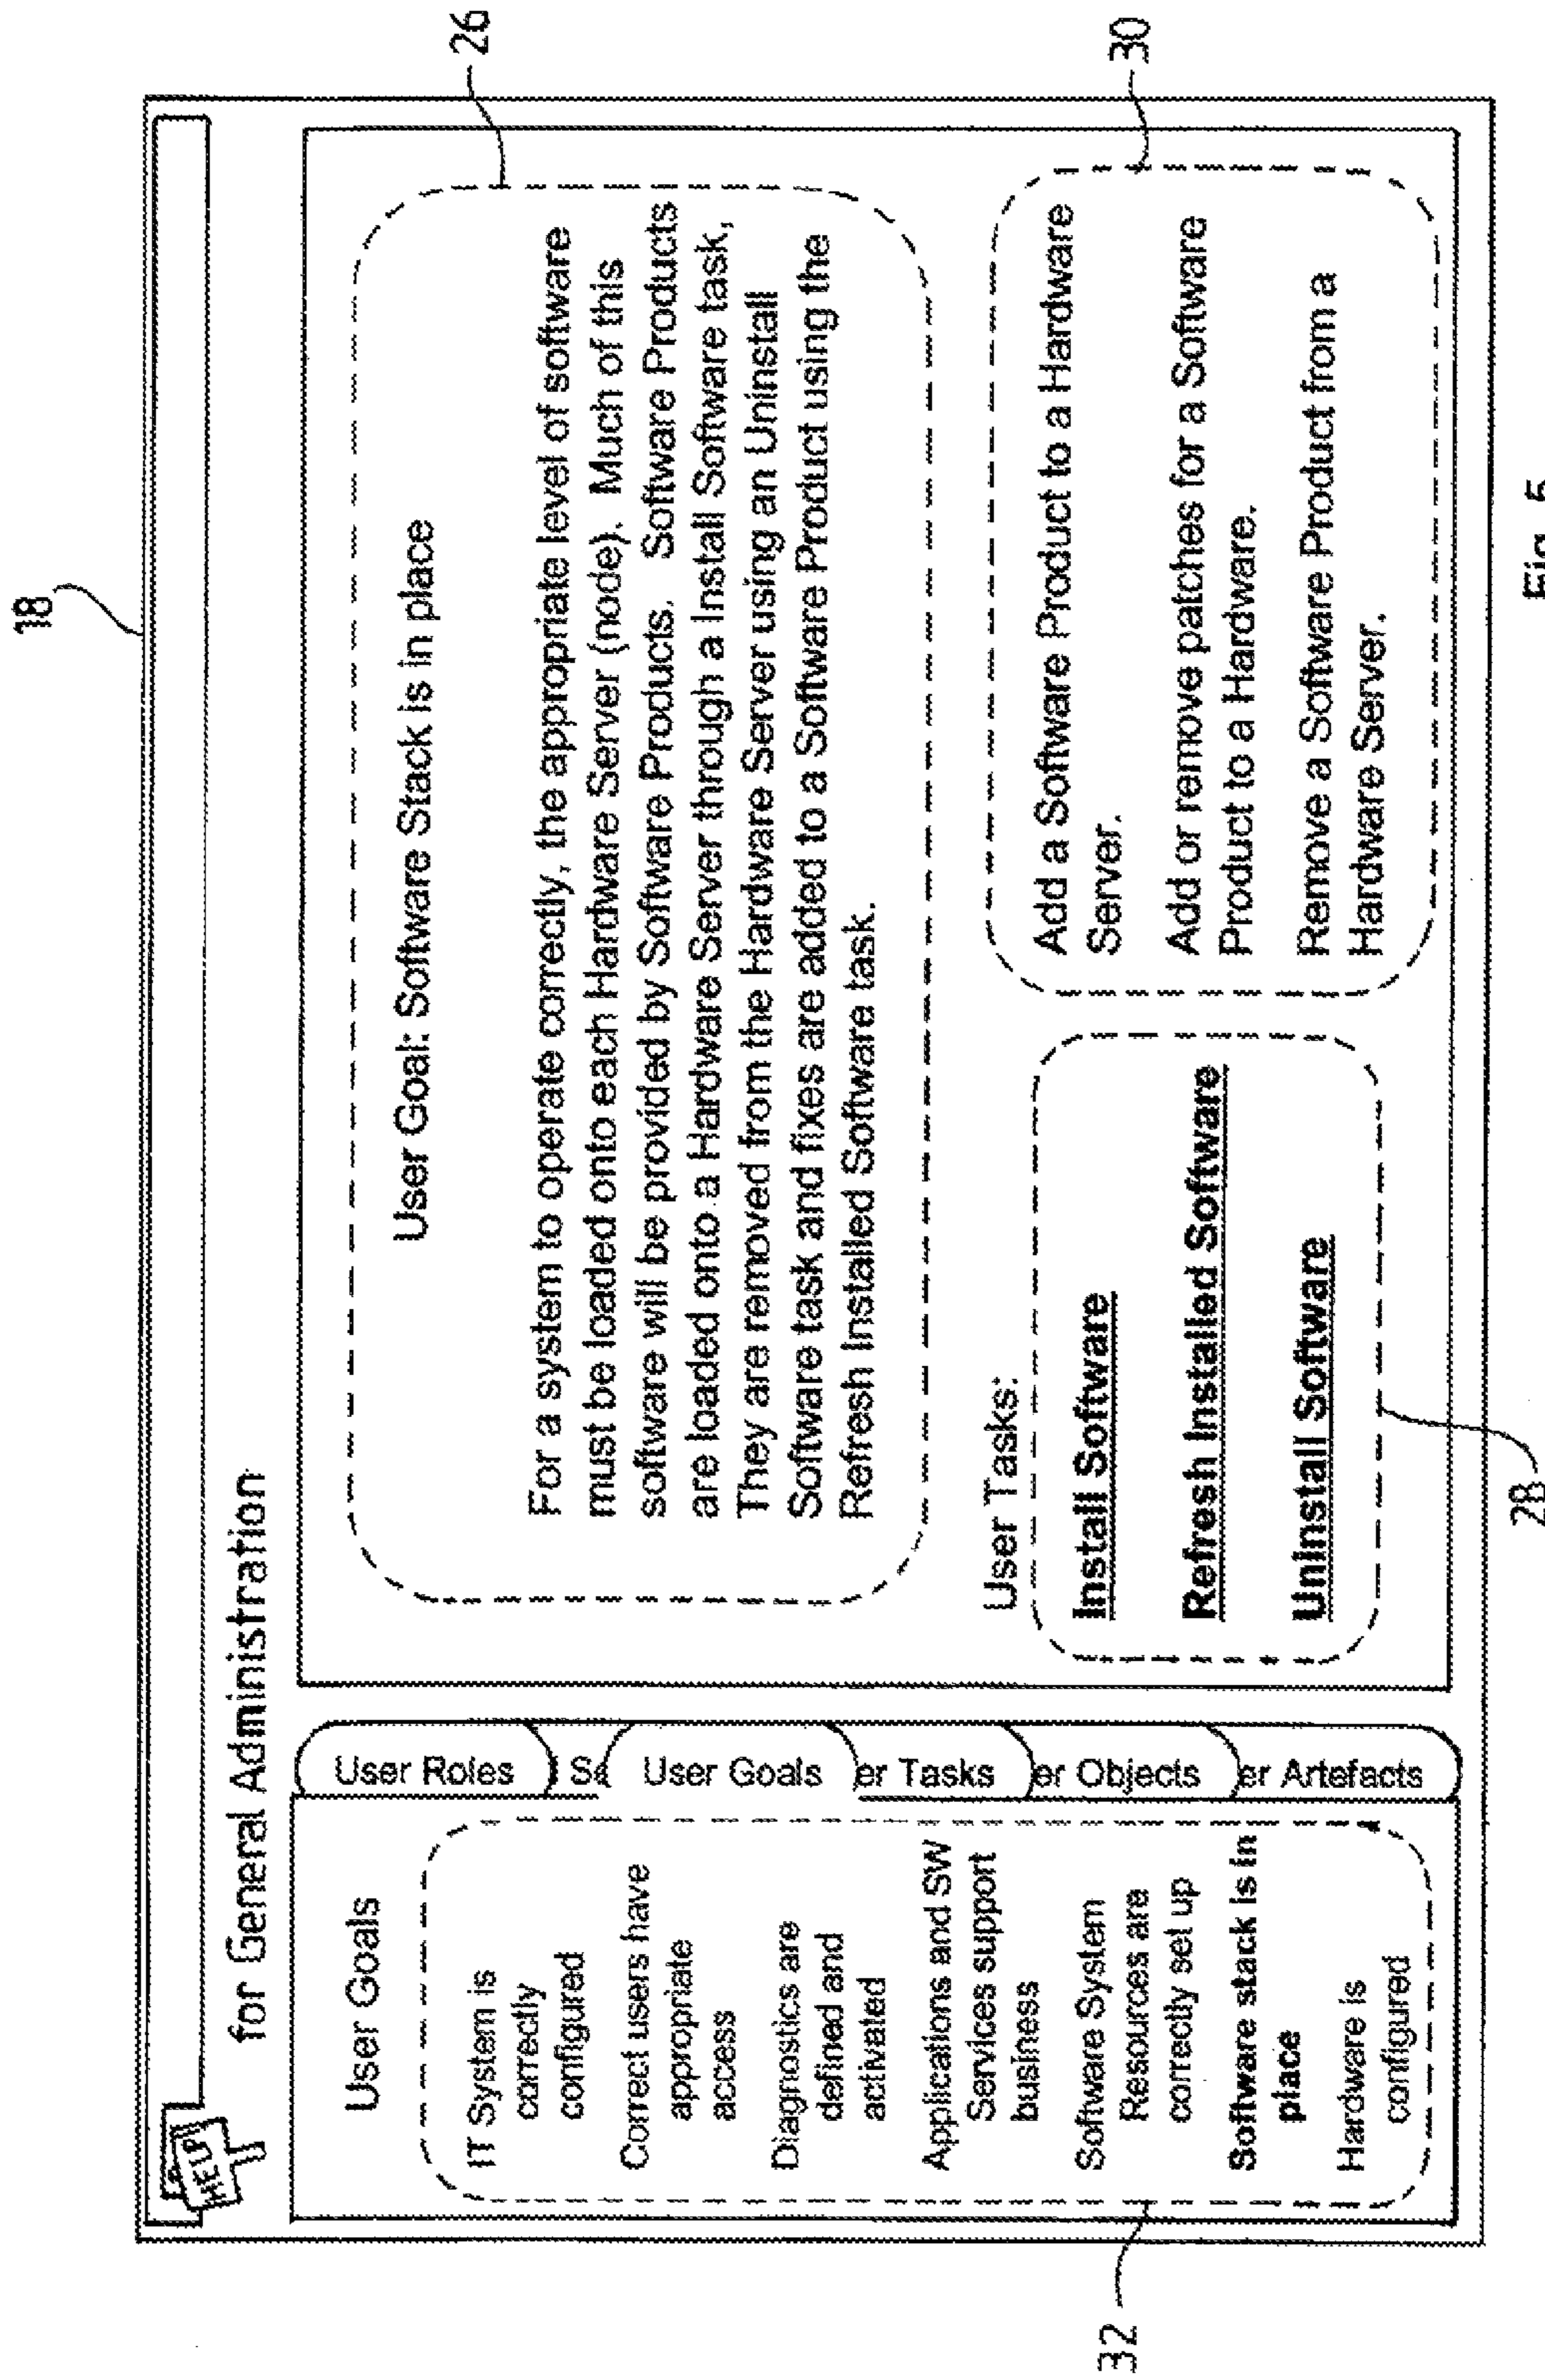 18
HELP
for General Administration
User Roles
Se
User Goals
er Tasks
er Objects
er Artefacts
User Goals
IT System is
correctly
configured
Correct users have
appropriate
access
Diagnostics are
defined and
activated
Applications and SW
Services support
business
Software System
Resources are
correctly set up
Software stack is in
place
Hardware is
configured
32
User Goal: Software Stack is in place
For a system to operate correctly, the appropriate level of software
must be loaded onto each Hardware Server (node). Much of this
software will be provided by Software Products. Software Products
are loaded onto a Hardware Server through a Install Software task,
They are removed from the Hardware Server using an Uninstall
Software task and fixes are added to a Software Product using the
Refresh Installed Software task.
26
User Tasks:
Install Software
Refresh Installed Software
Uninstall Software
28
Add a Software Product to a Hardware
Server.
Add or remove patches for a Software
Product to a Hardware.
Remove a Software Product from a
Hardware Server.
30
Fig. 5